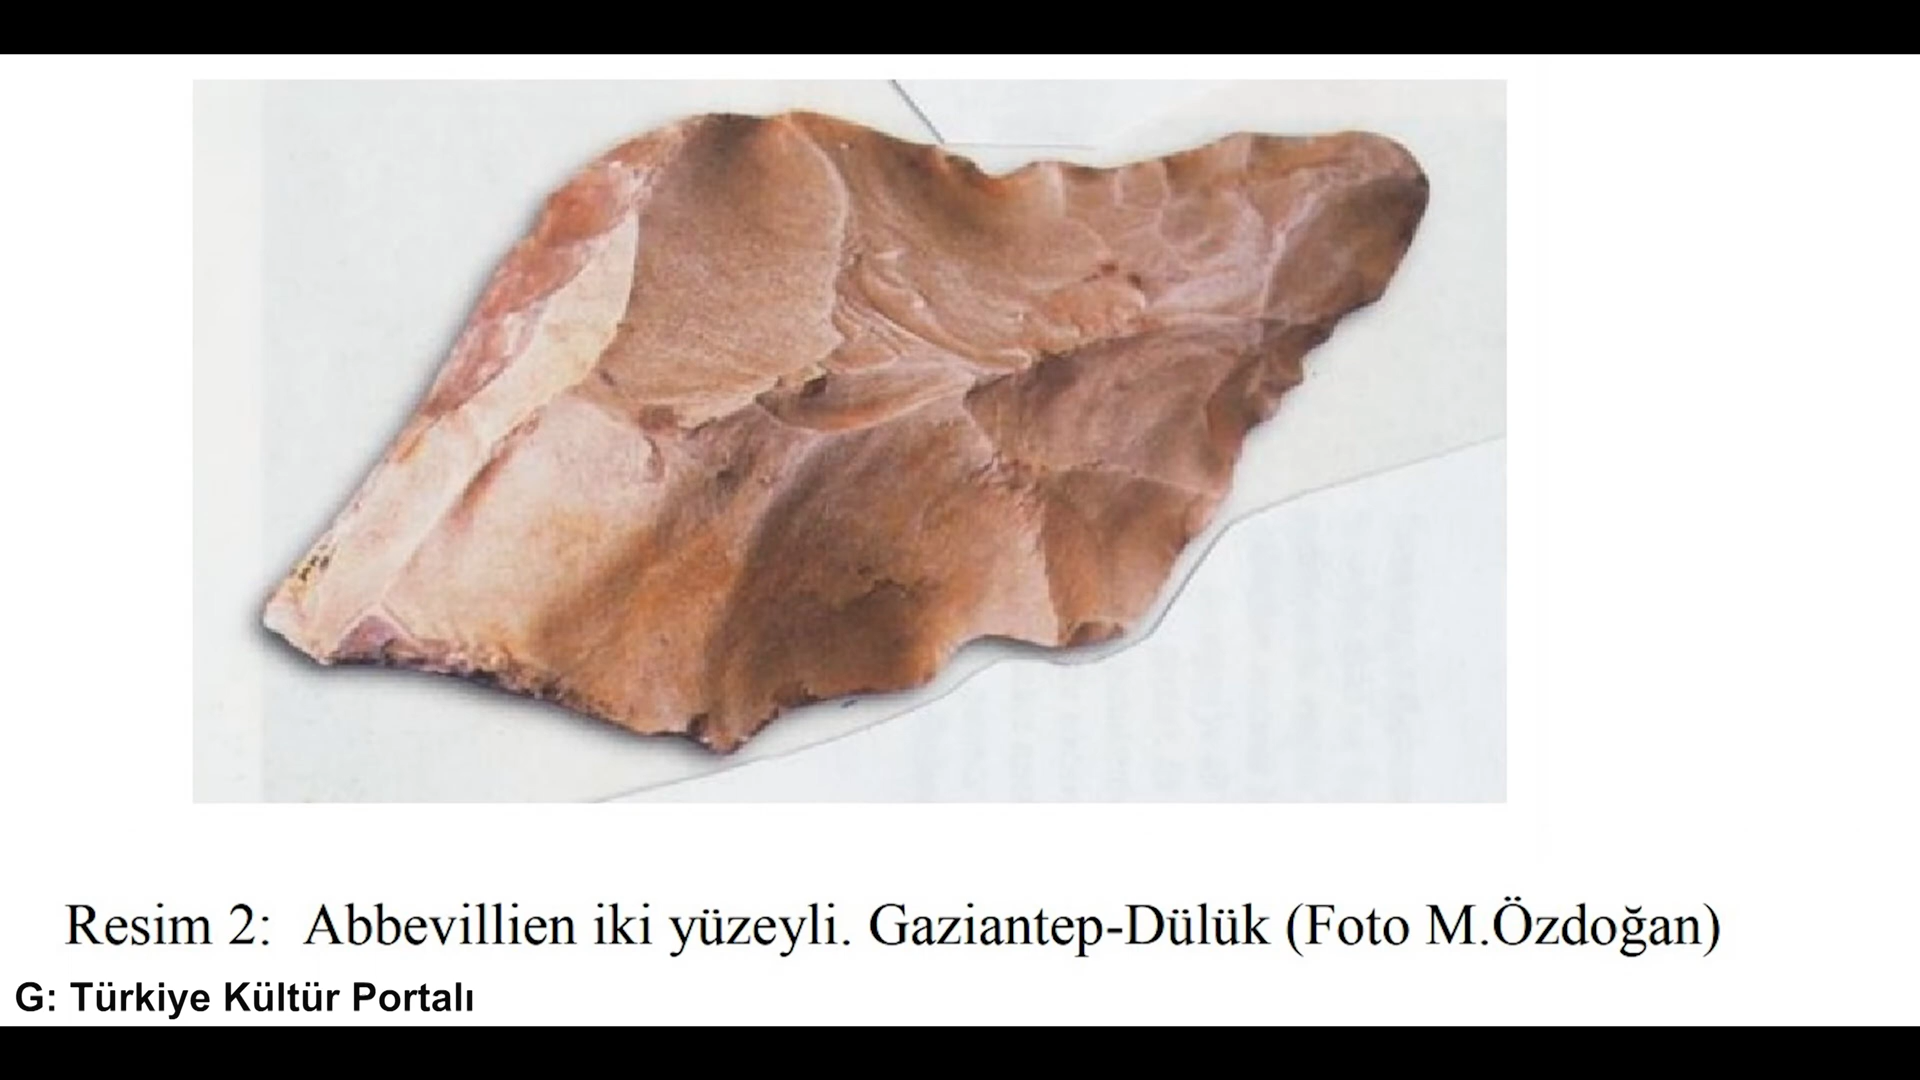 Resim 2: Abbevillien iki yüzeyli. Gaziantep-Dülük (Foto M.Özdoğan)
G: Türkiye Kültür Portalı